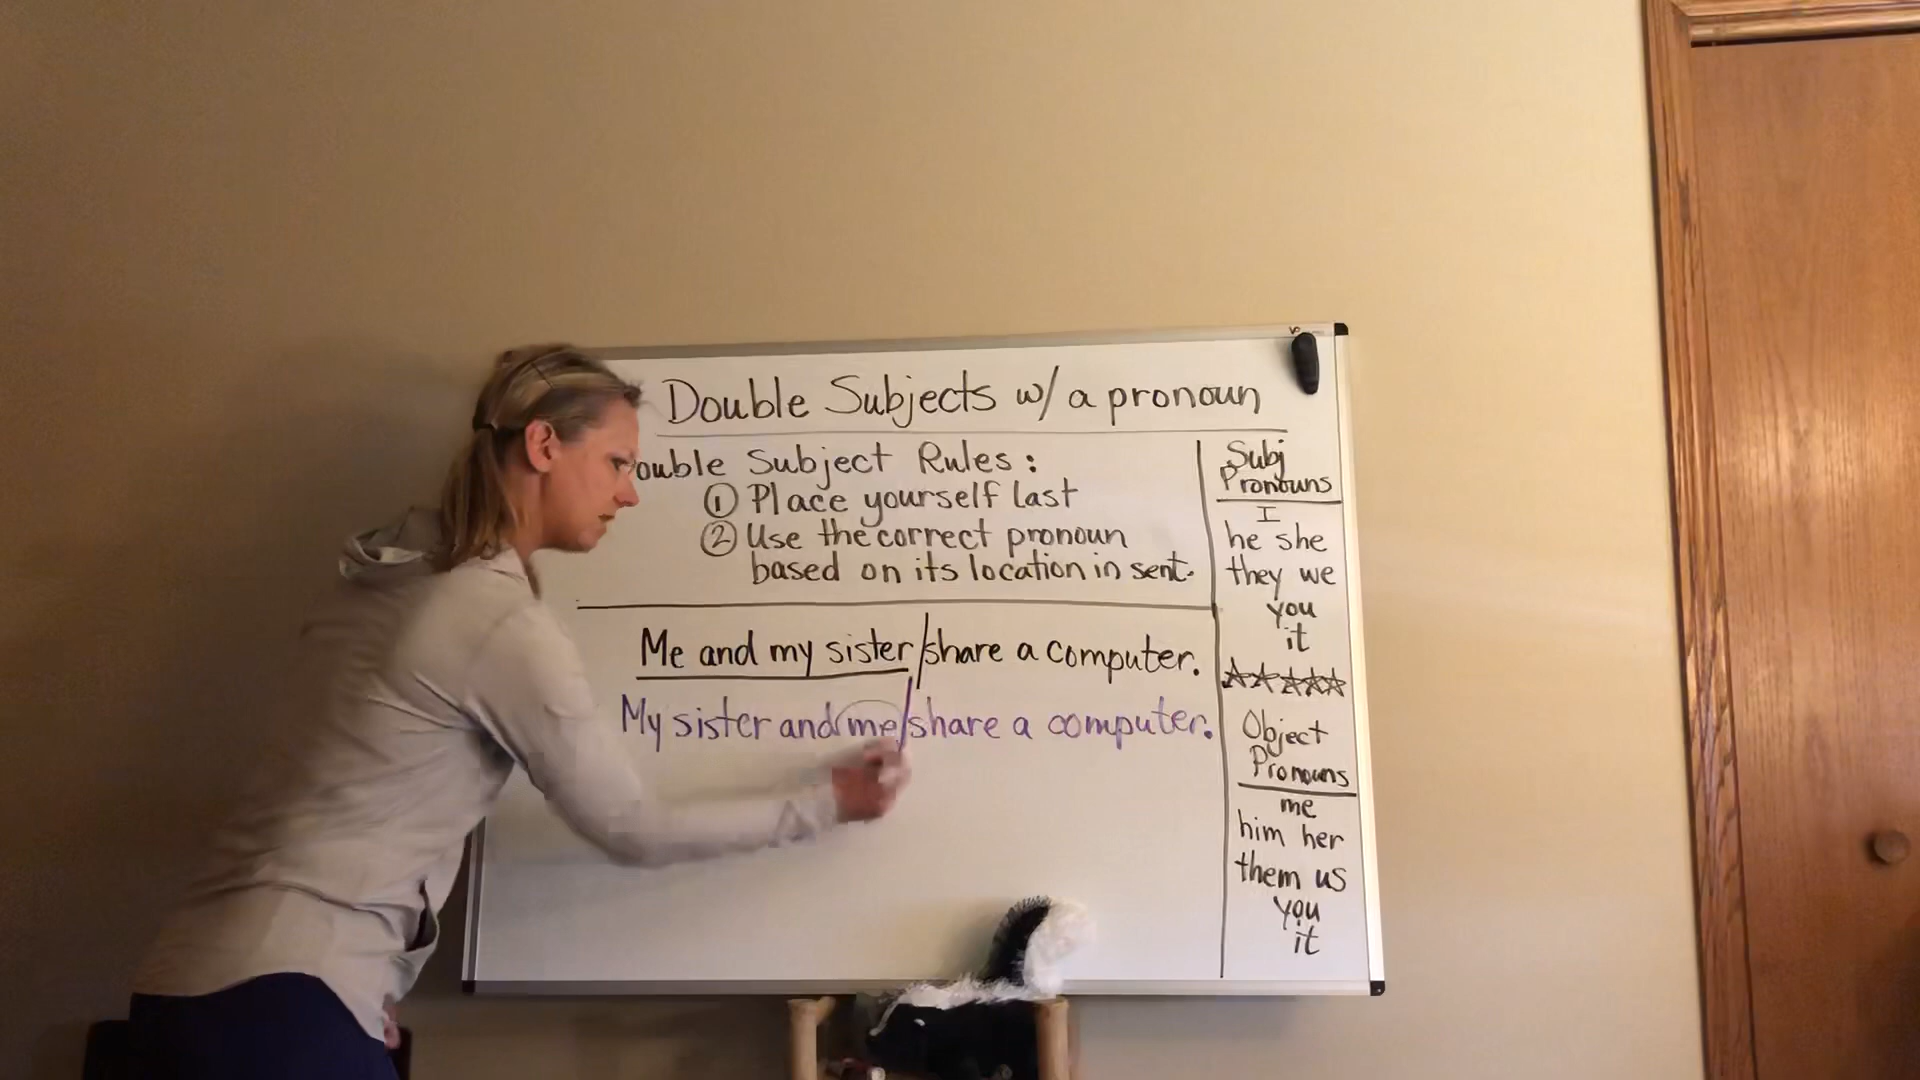 Double Subjects w/ a pronoun
ouble Subject Rules:
① Place yourself last
② Use the correct pronoun
based on its location in sent.
Me and my sister/share a computer.
My sister and me/share a computer.
Subj
Pronouns
I
he she
they we
you
it
Object
Pronouns
me
him her
them us
you
it